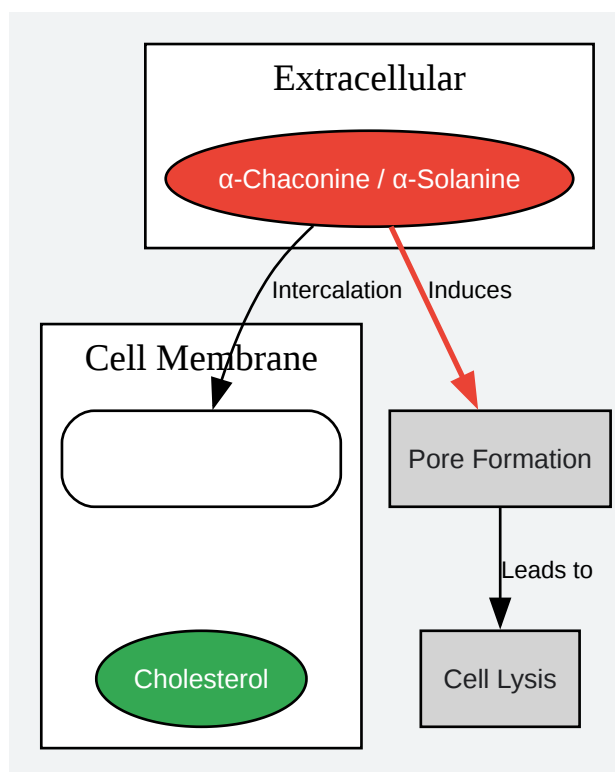 Extracellular
α-Chaconine / α-Solanine
Intercalation
Induces
Cell Membrane
Pore Formation
Leads to
Cholesterol
Cell Lysis